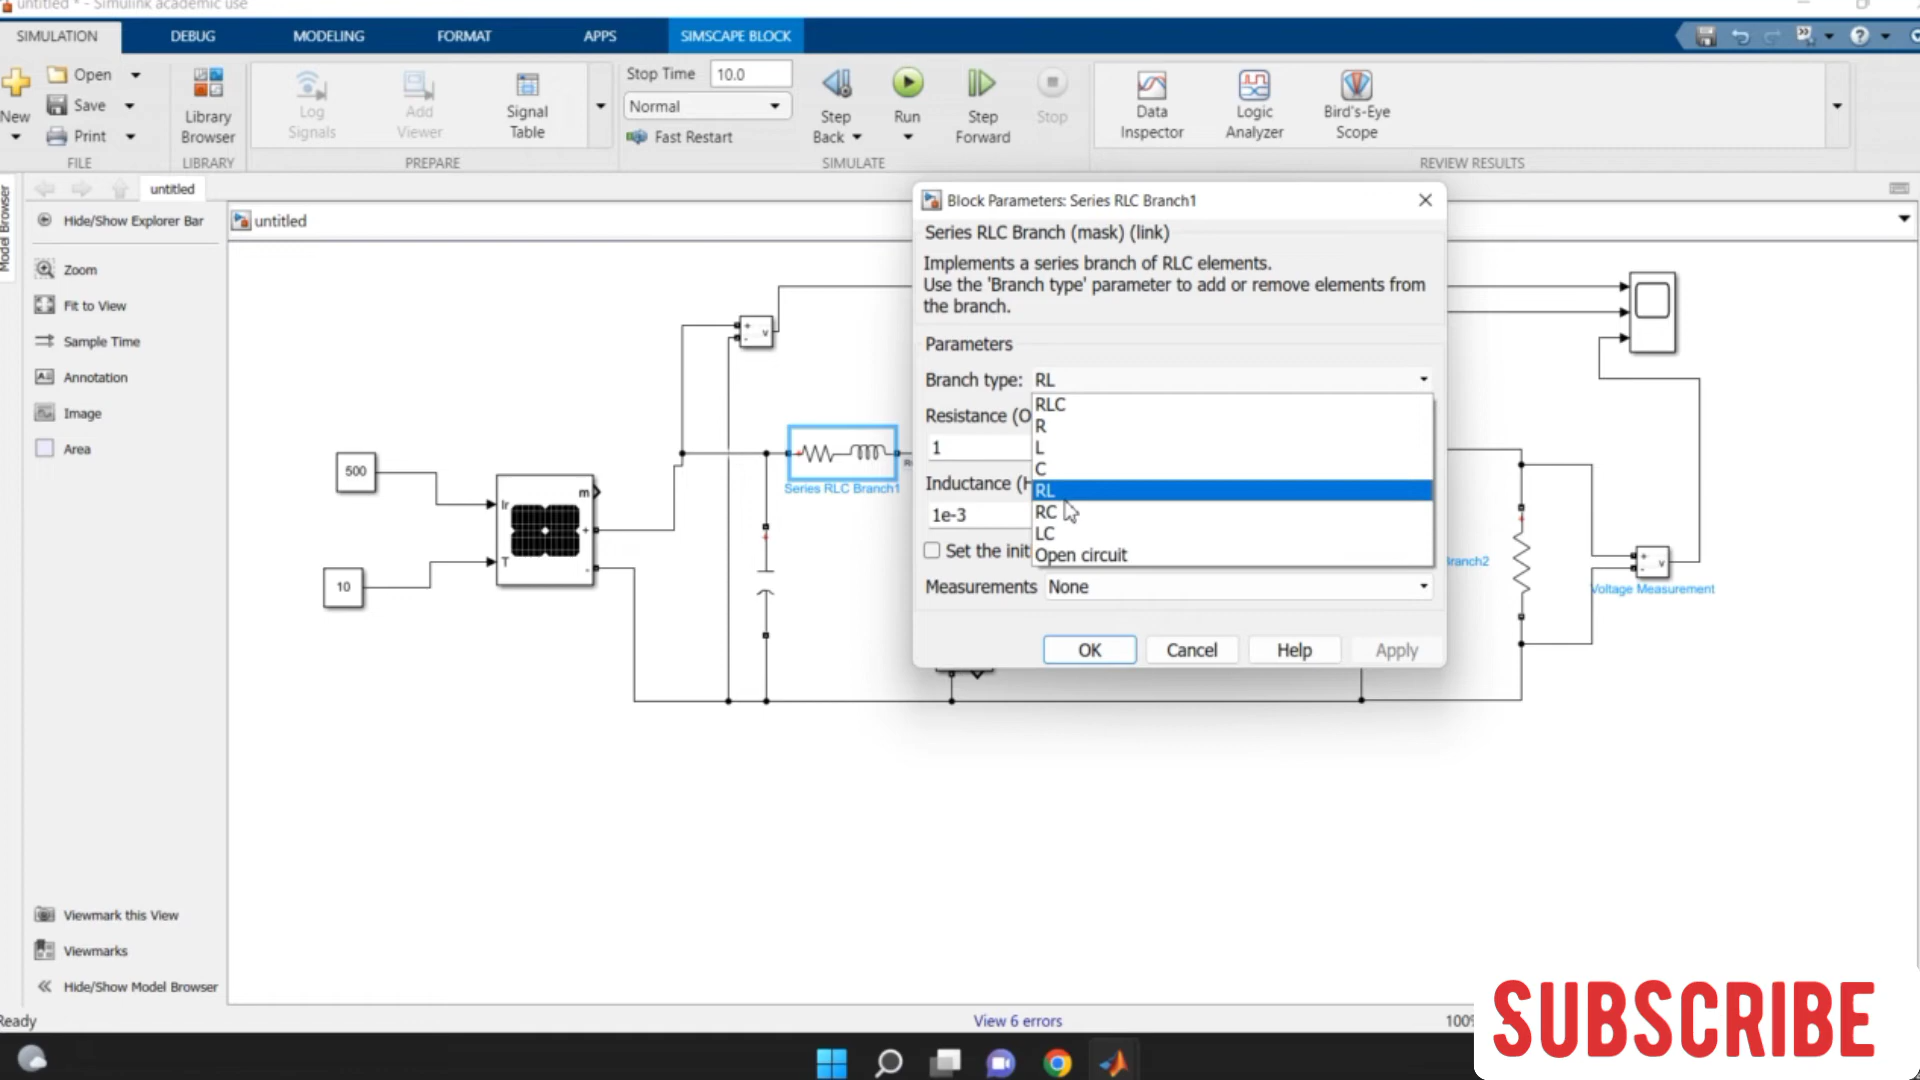 untitled * - Simulink academic use
SIMULATION
DEBUG
MODELING
FORMAT
APPS
SIMSCAPE BLOCK
New
Open
Save
Print
FILE
Library
Browser
LIBRARY
Log
Signals
Add
Viewer
Signal
Table
PREPARE
Stop Time 10.0
Normal
Fast Restart
Step
Back
Run
Step
Forward
Stop
SIMULATE
Data
Inspector
Logic
Analyzer
Bird's-Eye
Scope
REVIEW RESULTS
Model Browser
untitled
Hide/Show Explorer Bar
untitled
Zoom
Fit to View
Sample Time
Annotation
Image
Area
Viewmark this View
Viewmarks
Hide/Show Model Browser
500
10
Ir
T
m
+
-
+
-
v
Series RLC Branch1
Block Parameters: Series RLC Branch1
Series RLC Branch (mask) (link)
Implements a series branch of RLC elements.
Use the 'Branch type' parameter to add or remove elements from
the branch.
Parameters
Branch type: RL
RLC
R
L
C
RL
RC
LC
Open circuit
Resistance (O
1
Inductance (H
1e-3
Set the init
Measurements None
OK
Cancel
Help
Apply
Branch2
+
-
v
Voltage Measurement
Ready
View 6 errors
100%
SUBSCRIBE